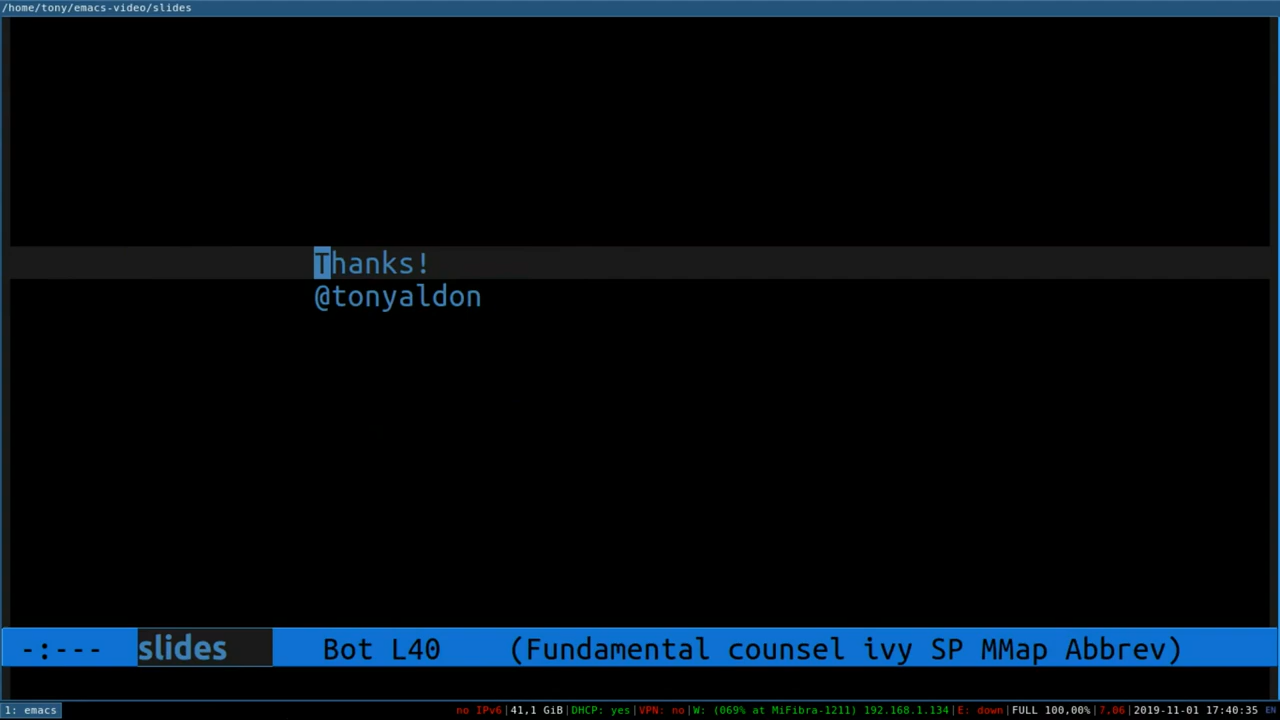 /home/tony/emacs-video/slides
Thanks!
@tonyaldon
-:--- slides Bot L40 (Fundamental counsel ivy SP MMap Abbrev)
1: emacs no IPv6|41,1 GiB|DHCP: yes|VPN: no|W: (069% at MiFibra-1211) 192.168.1.134|E: down|FULL 100,00%|7,06|2019-11-01 17:40:35 EN